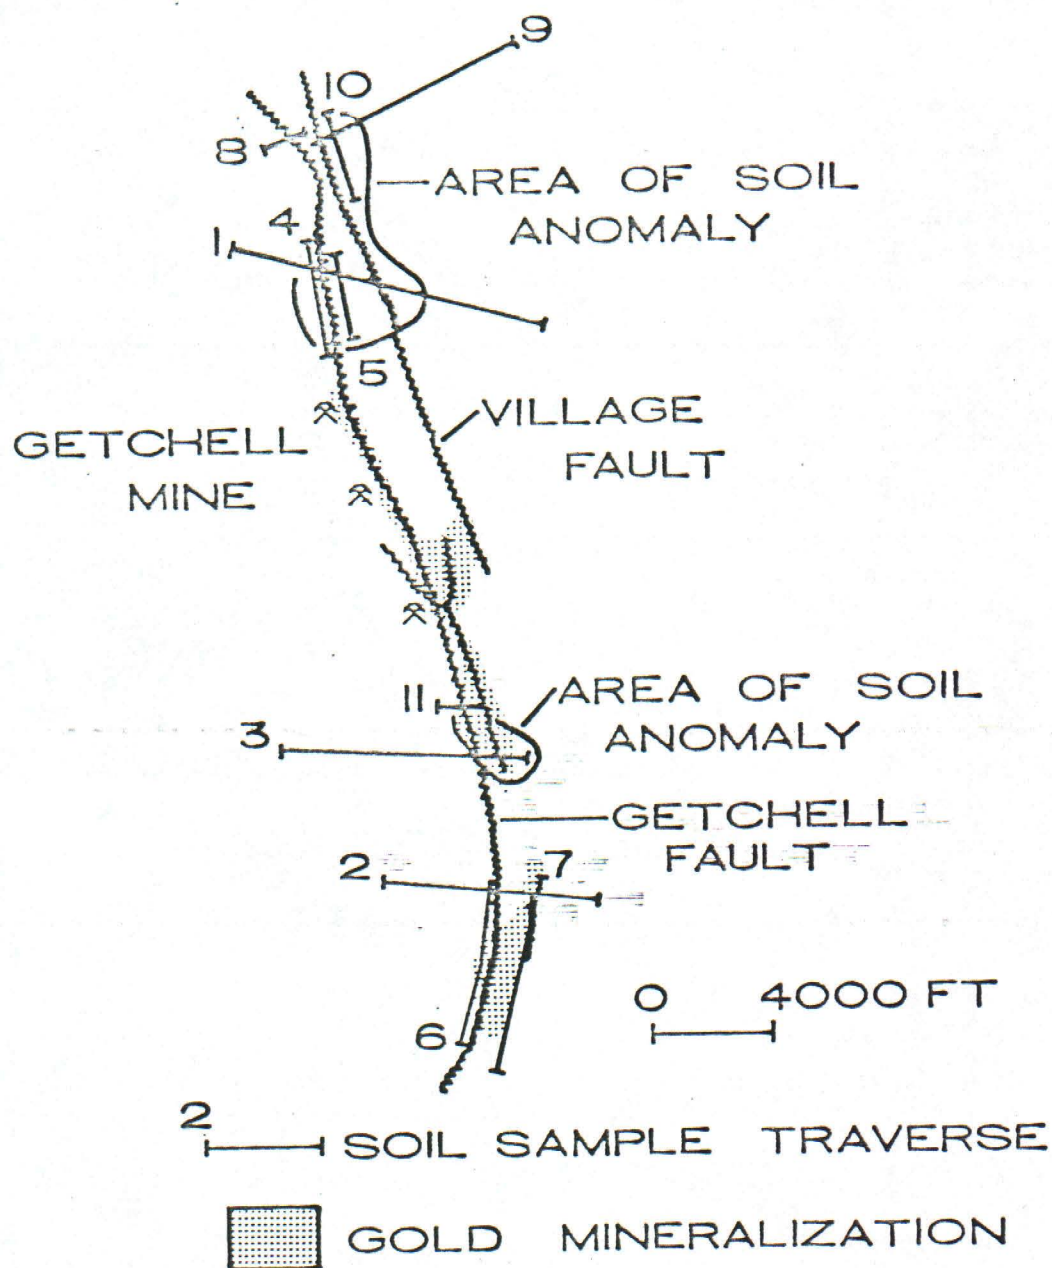 9
10
8
AREA OF SOIL
ANOMALY
4
1
5
VILLAGE
FAULT
GETCHELL
MINE
11
AREA OF SOIL
ANOMALY
3
GETCHELL
FAULT
2
7
0 4000 FT
6
2
SOIL SAMPLE TRAVERSE
GOLD MINERALIZATION